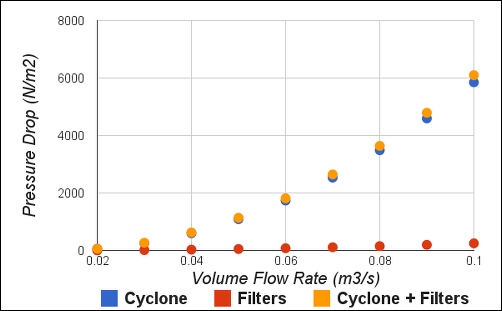 8000
6000
4000
2000
0
Pressure Drop (N/m2)
0.02 0.04 0.06 0.08 0.1
Volume Flow Rate (m3/s)
Cyclone Filters Cyclone + Filters